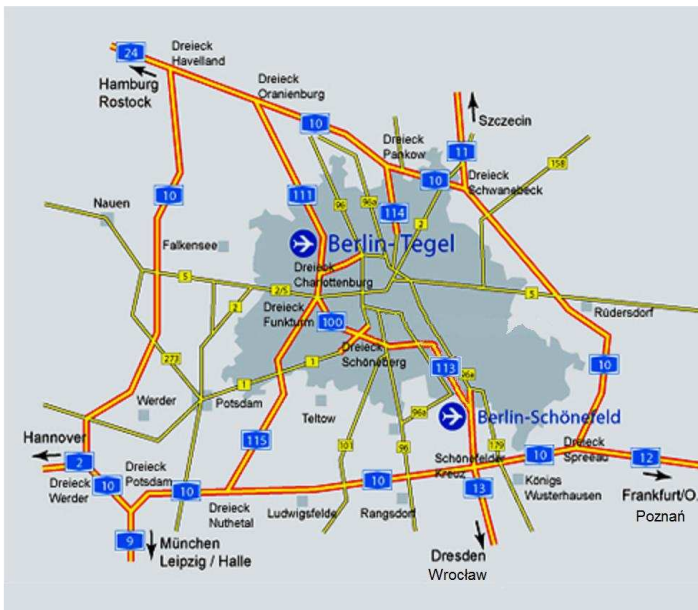 24
Dreieck
Havelland
Hamburg
Rostock
Dreieck
Oranienburg
10
Dreieck
Pankow
Szczecin
11
158
10
Dreieck
Schwanebeck
10
111
96
96a
114
2
Nauen
Falkensee
Berlin-Tegel
Dreieck
Charlottenburg
5
2/5
2
5
Dreieck
Funkturm
100
Rüdersdorf
273
1
1
Dreieck
Schöneberg
113
96a
10
Werder
Potsdam
Teltow
96a
Berlin-Schönefeld
Hannover
2
115
101
96
179
Dreieck
Spreeau
10
12
Dreieck
Werder
10
Dreieck
Potsdam
10
10
Schönefelder
Kreuz
13
Königs
Wusterhausen
Frankfurt/O.
Poznań
Dreieck
Nuthetal
Ludwigsfelde
Rangsdorf
9
München
Leipzig / Halle
Dresden
Wrocław